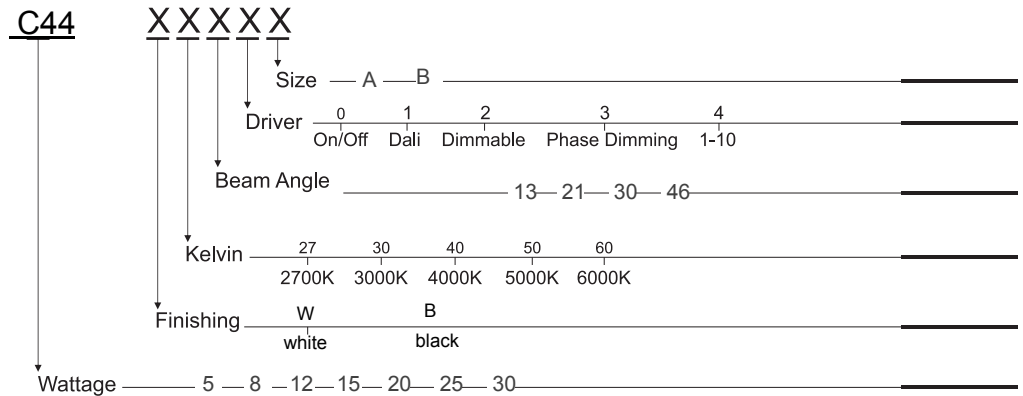 C44 X X X X X
Size A B
0 1 2 3 4
Driver
On/Off Dali Dimmable Phase Dimming 1-10
Beam Angle 13 21 30 46
27 30 40 50 60
Kelvin
2700K 3000K 4000K 5000K 6000K
W B
Finishing
white black
Wattage 5 8 12 15 20 25 30